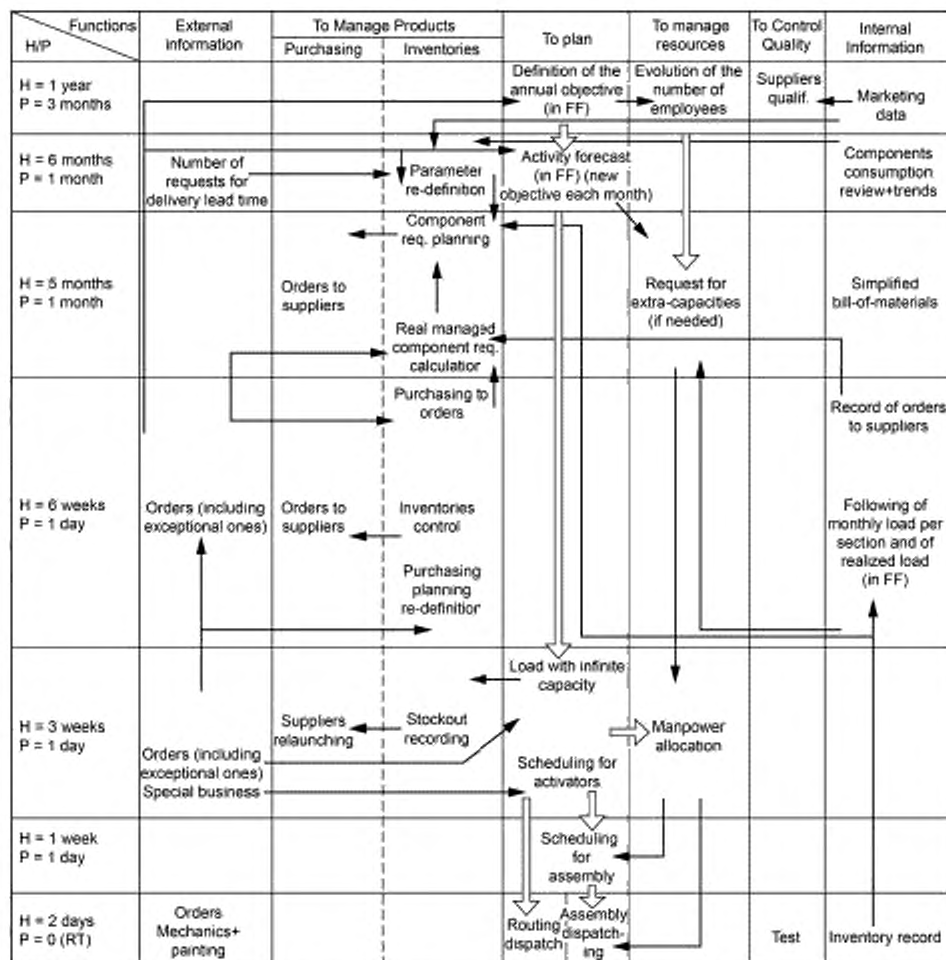 Functions
H/P
External
information
To Manage Products
Purchasing
Inventories
To plan
To manage
resources
To Control
Quality
Internal
Information
H = 1 year
P = 3 months
Definition of the
annual objective
(in FF)
Evolution of the
number of
employees
Suppliers
qualif.
Marketing
data
H = 6 months
P = 1 month
Number of
requests for
delivery lead time
Parameter
re-definition
Activity forecast
(in FF) (new
objective each month)
Components
consumption
review+trends
H = 5 months
P = 1 month
Orders to
suppliers
Component
req. planning
Real managed
component req.
calculation
Request for
extra-capacities
(if needed)
Simplified
bill-of-materials
H = 6 weeks
P = 1 day
Orders (including
exceptional ones)
Orders to
suppliers
Purchasing to
orders
Inventories
control
Purchasing
planning
re-definition
Record of orders
to suppliers
Following of
monthly load per
section and of
realized load
(in FF)
H = 3 weeks
P = 1 day
Orders (including
exceptional ones)
Special business
Suppliers
relaunching
Stockout
recording
Load with infinite
capacity
Scheduling for
activators
Manpower
allocation
H = 1 week
P = 1 day
Scheduling
for
assembly
H = 2 days
P = 0 (RT)
Orders
Mechanics+
painting
Routing
dispatch
Assembly
dispatch-
ing
Test
Inventory record